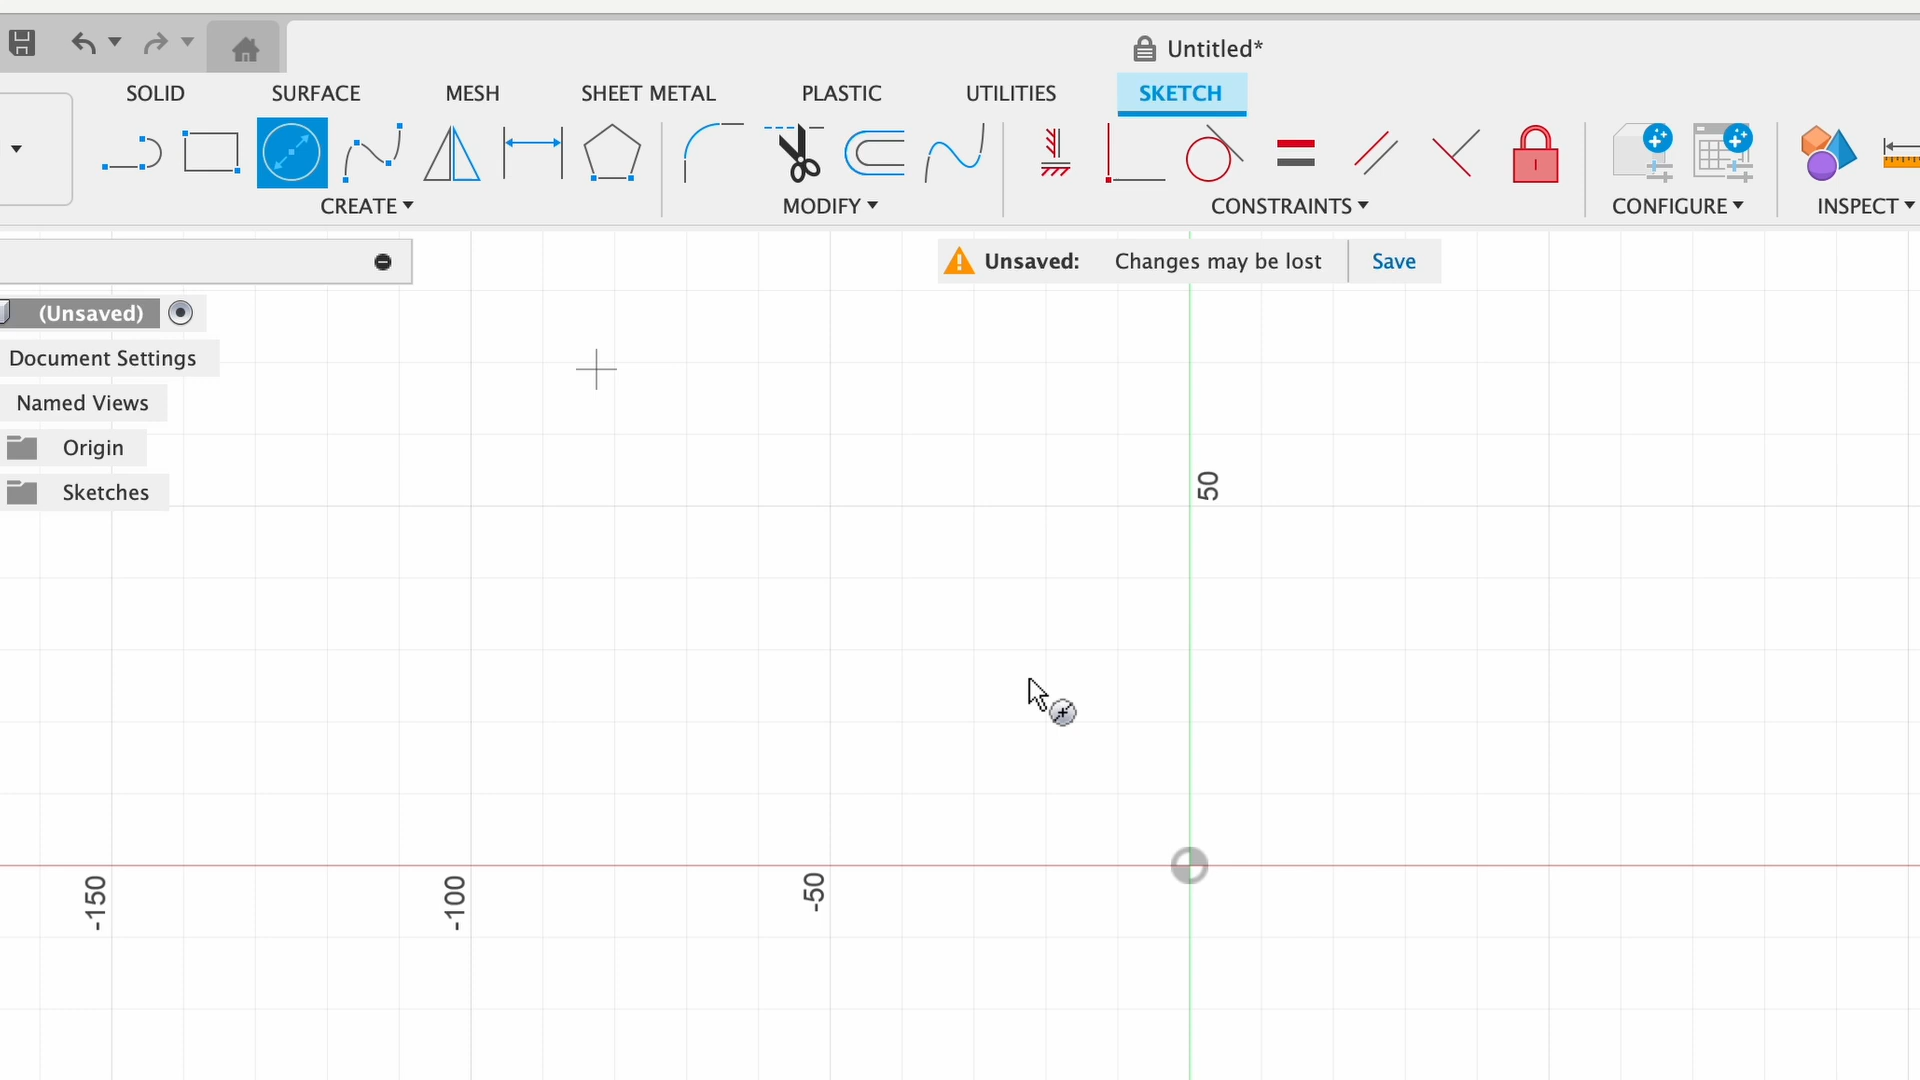 Untitled*
SOLID SURFACE MESH SHEET METAL PLASTIC UTILITIES SKETCH
CREATE MODIFY CONSTRAINTS CONFIGURE INSPECT
Unsaved: Changes may be lost Save
(Unsaved)
Document Settings
Named Views
Origin
Sketches
50
-150 -100 -50